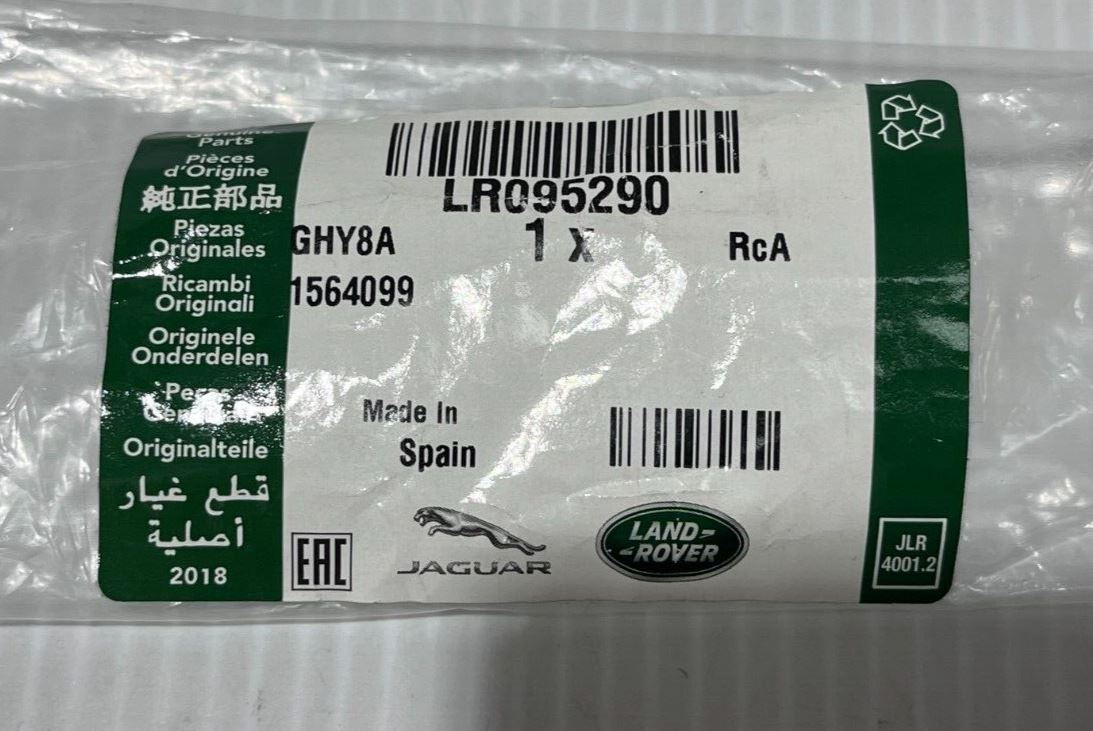 Genuine
Parts
Pièces
d'Origine
純正部品
Piezas
Originales
Ricambi
Originali
Originele
Onderdelen
Originalteile
قطع غيار
أصلية
2018
LR095290
GHY8A 1 x RcA
1564099
Made In
Spain
EAC
JAGUAR
LAND-
-ROVER
JLR
4001.2